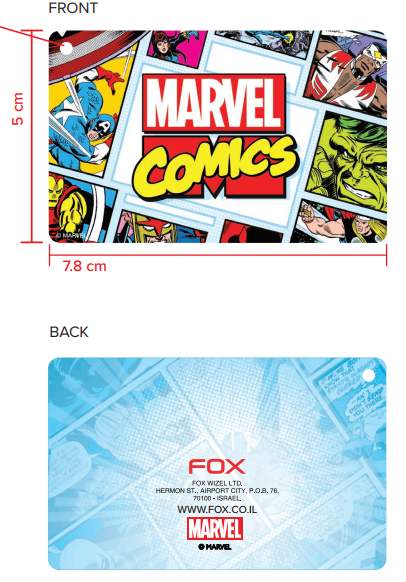 FRONT
5 cm
MARVEL
COMICS
© MARVEL
7.8 cm
BACK
FOX
FOX WIZEL LTD.
HERMON ST., AIRPORT CITY, P.O.B. 76,
70100 - ISRAEL.
WWW.FOX.CO.IL
MARVEL
© MARVEL